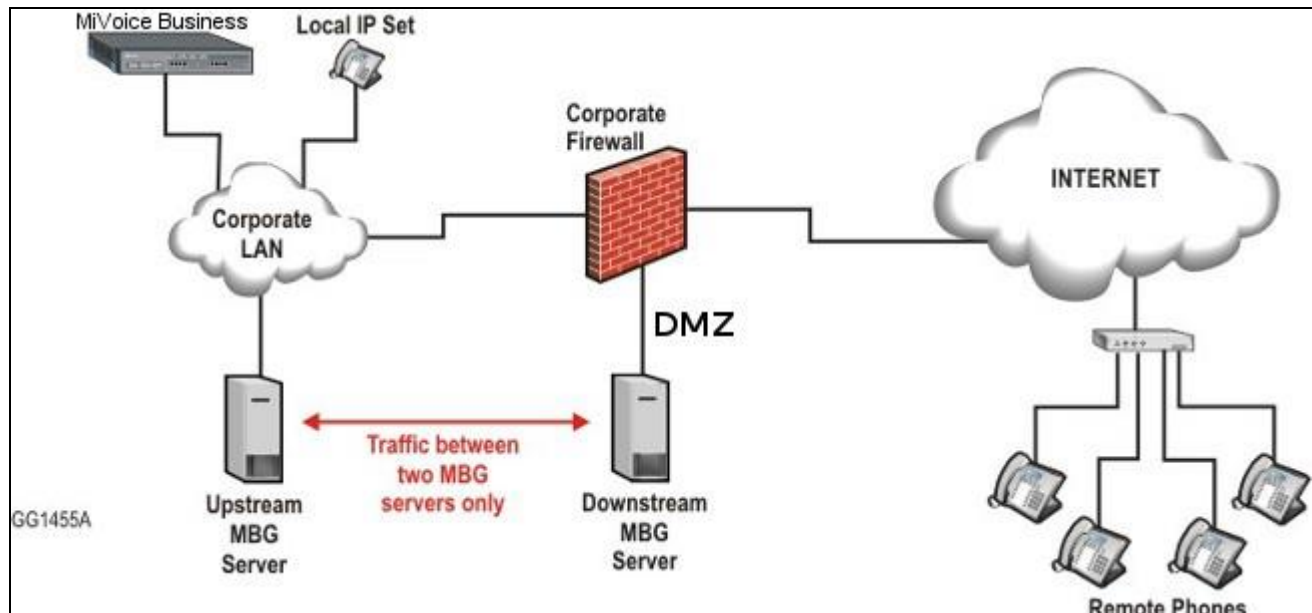 MiVoice Business
Local IP Set
Corporate
Firewall
INTERNET
Corporate
LAN
DMZ
Traffic between
two MBG
servers only
Upstream
MBG
Server
Downstream
MBG
Server
GG1455A
Remote Phones